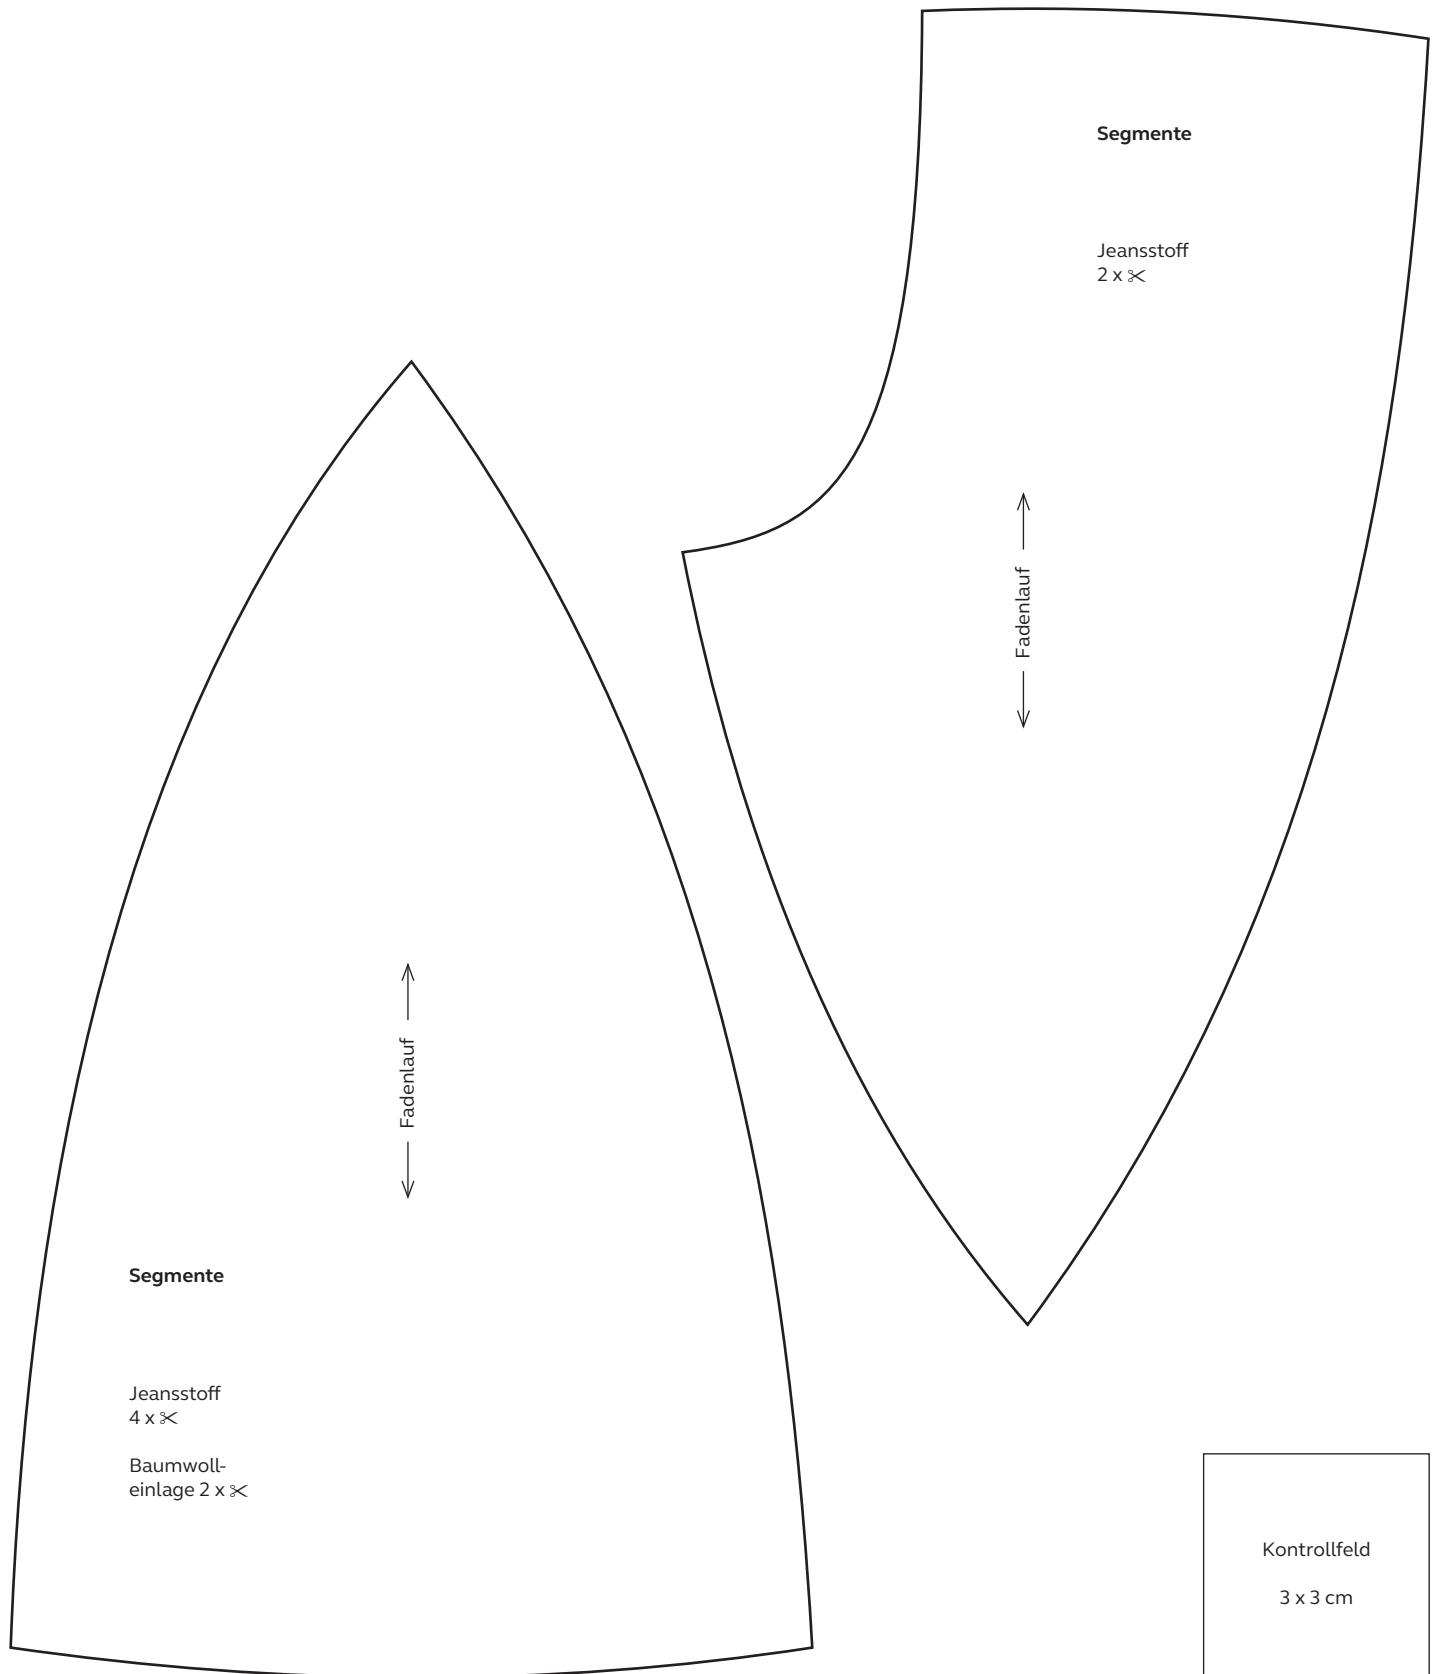 Segmente
Jeansstoff
2 x ✂
Fadenlauf
Fadenlauf
Segmente
Jeansstoff
4 x ✂
Baumwoll-
einlage 2 x ✂
Kontrollfeld
3 x 3 cm